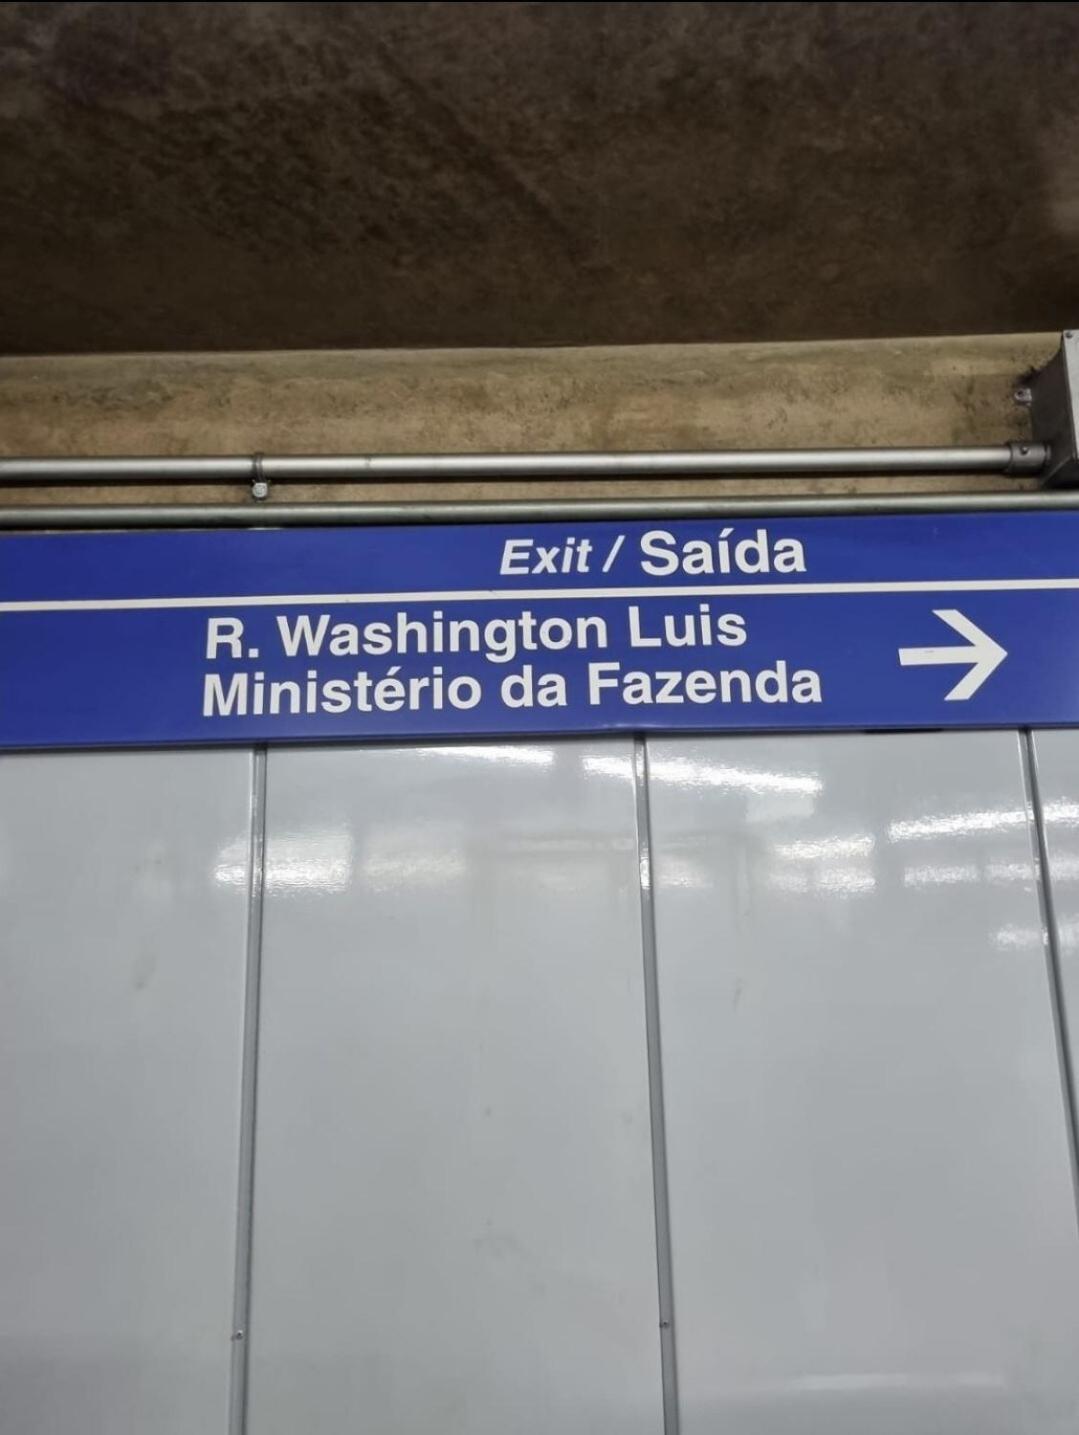 Exit / Saída
R. Washington Luis
Ministério da Fazenda